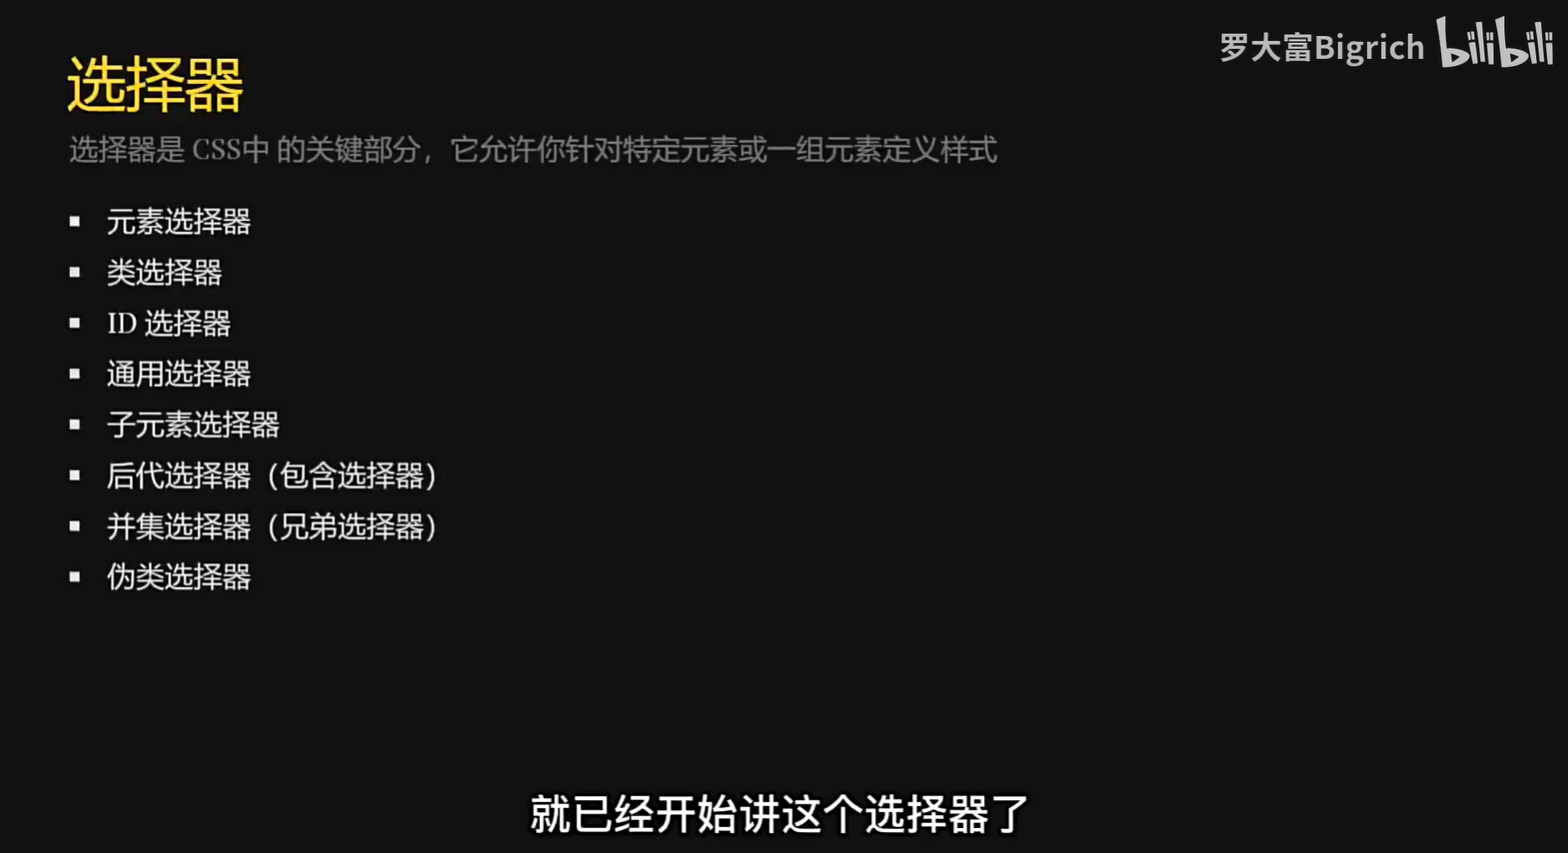 罗大富Bigrich bilibili
选择器
选择器是 CSS中 的关键部分，它允许你针对特定元素或一组元素定义样式
▪ 元素选择器
▪ 类选择器
▪ ID 选择器
▪ 通用选择器
▪ 子元素选择器
▪ 后代选择器（包含选择器）
▪ 并集选择器（兄弟选择器）
▪ 伪类选择器
就已经开始讲这个选择器了